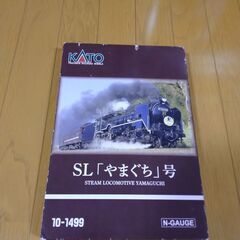 KATO
SL「やまぐち」号
STEAM LOCOMOTIVE YAMAGUCHI
10-1499
N-GAUGE